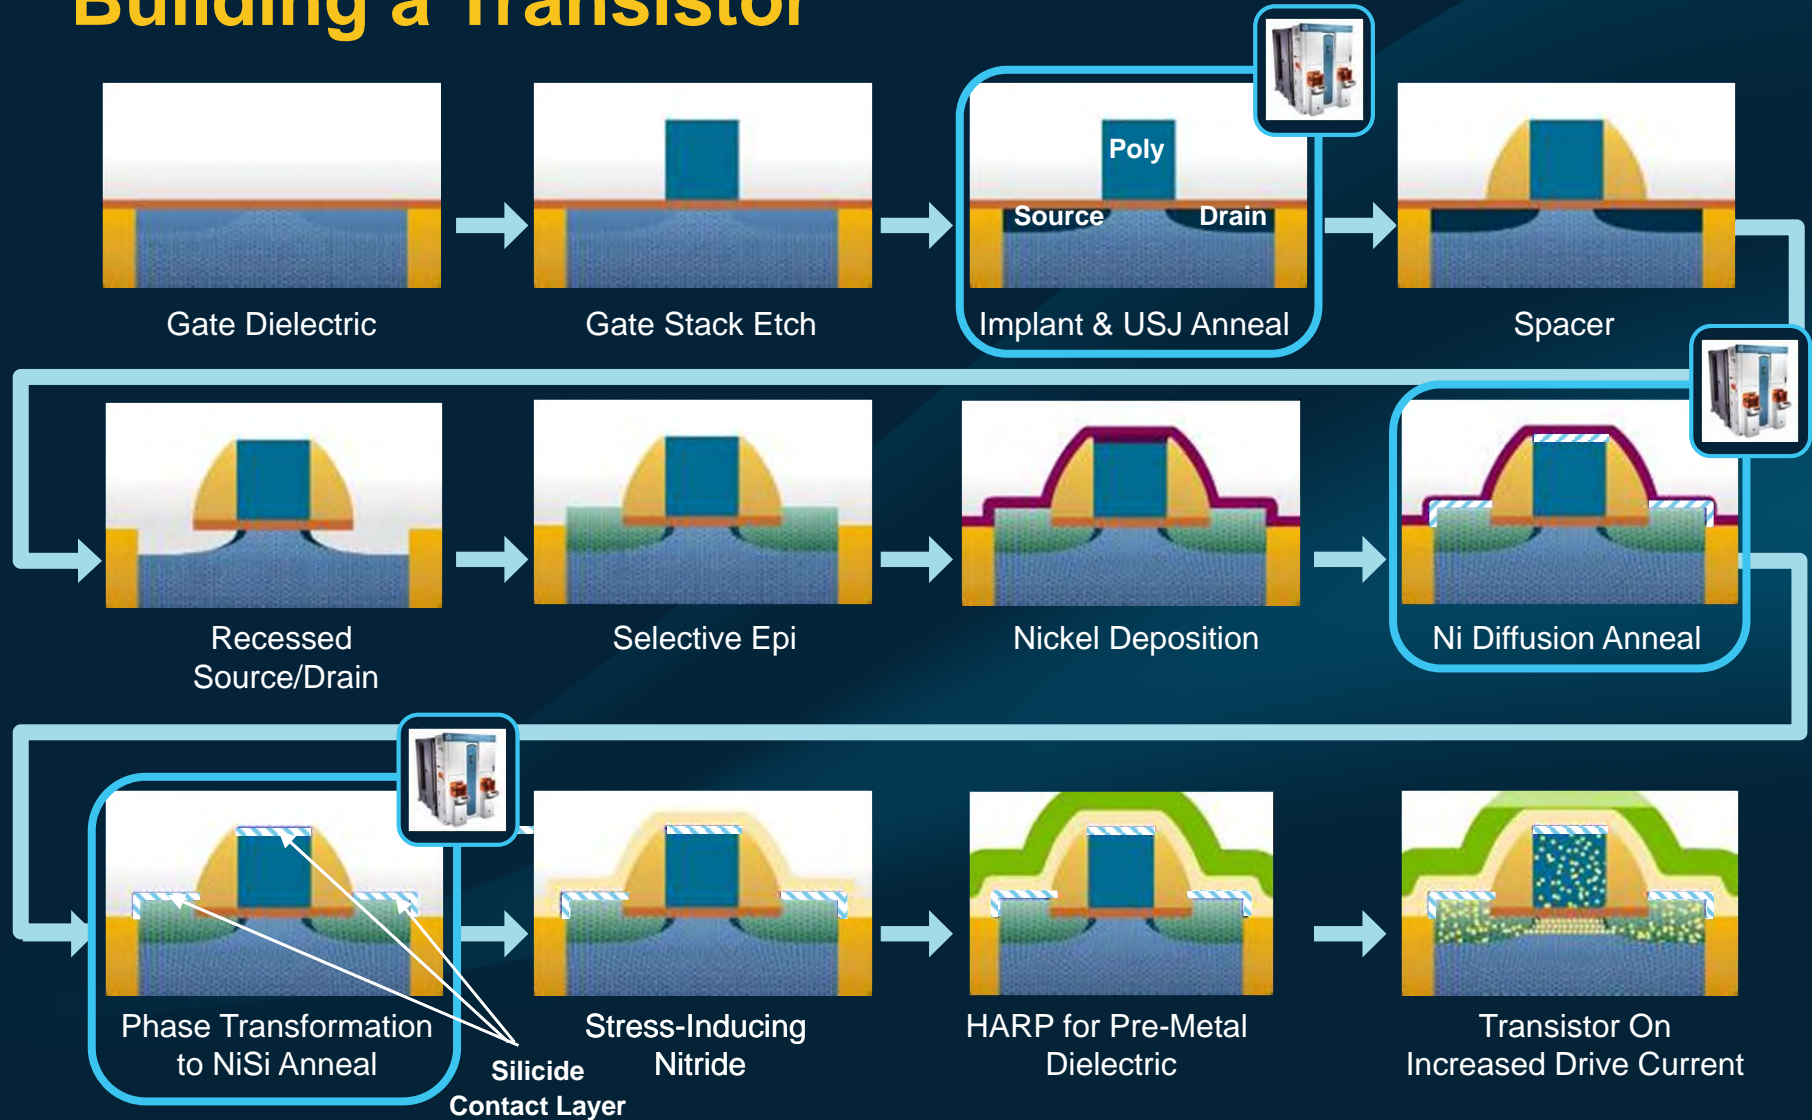 Building a Transistor
Poly
Source
Drain
Gate Dielectric
Gate Stack Etch
Implant & USJ Anneal
Spacer
Recessed
Source/Drain
Selective Epi
Nickel Deposition
Ni Diffusion Anneal
Phase Transformation
to NiSi Anneal
Silicide
Contact Layer
Stress-Inducing
Nitride
HARP for Pre-Metal
Dielectric
Transistor On
Increased Drive Current